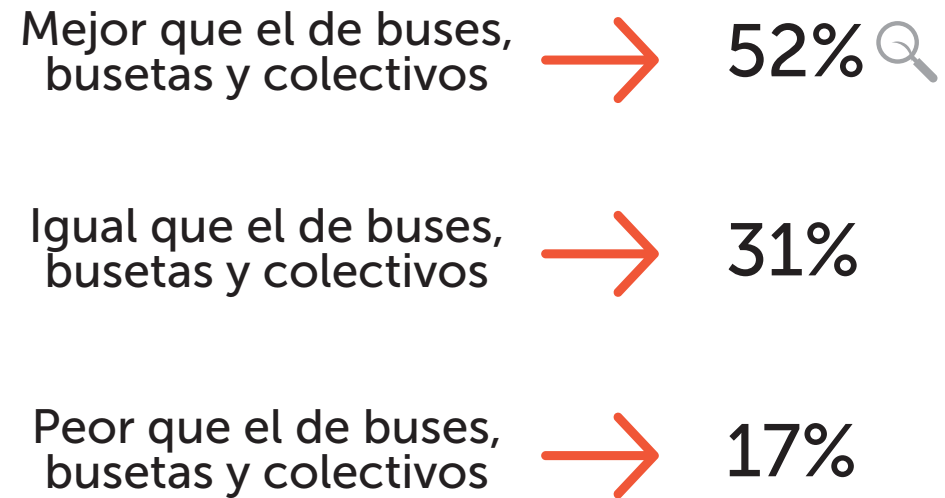 Mejor que el de buses,
busetas y colectivos
52%
Igual que el de buses,
busetas y colectivos
31%
Peor que el de buses,
busetas y colectivos
17%